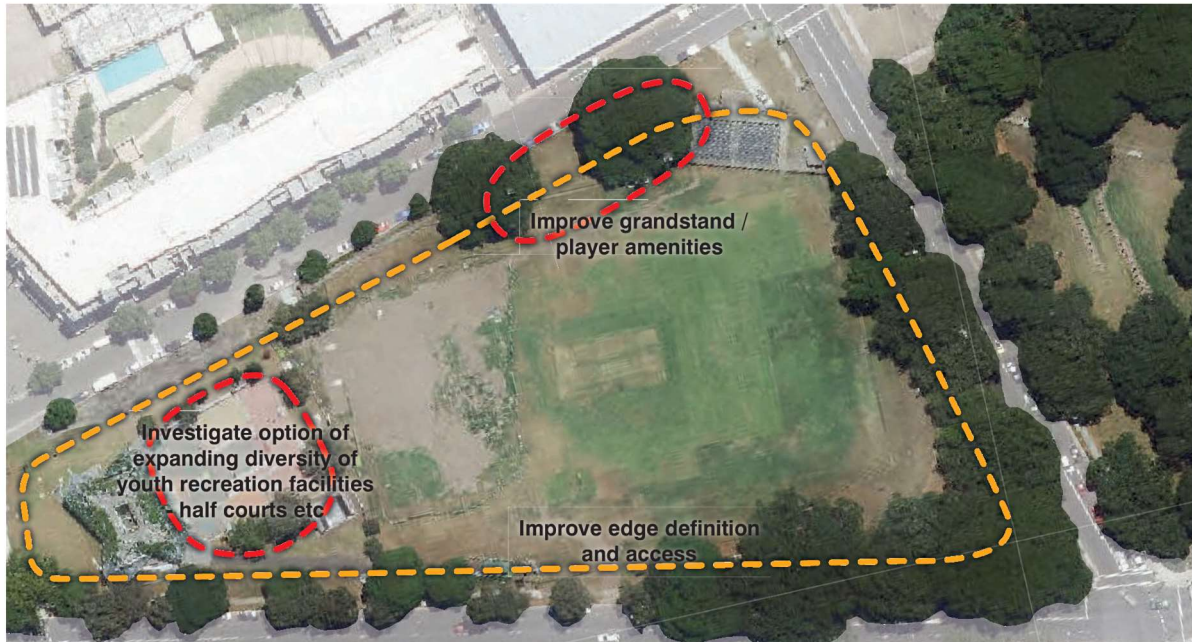 Improve grandstand /
player amenities
Investigate option of
expanding diversity of
youth recreation facilities
half courts etc
Improve edge definition
and access